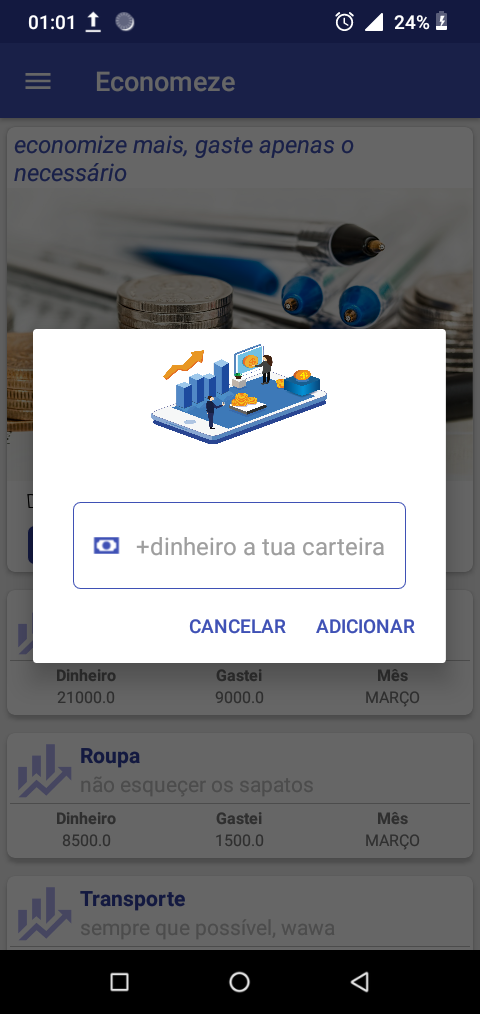 01:01
24%
Economeze
economize mais, gaste apenas o
necessário
+dinheiro a tua carteira
CANCELAR ADICIONAR
Dinheiro Gastei Mês
21000.0 9000.0 MARÇO
Roupa
não esqueçer os sapatos
Dinheiro Gastei Mês
8500.0 1500.0 MARÇO
Transporte
sempre que possível, wawa